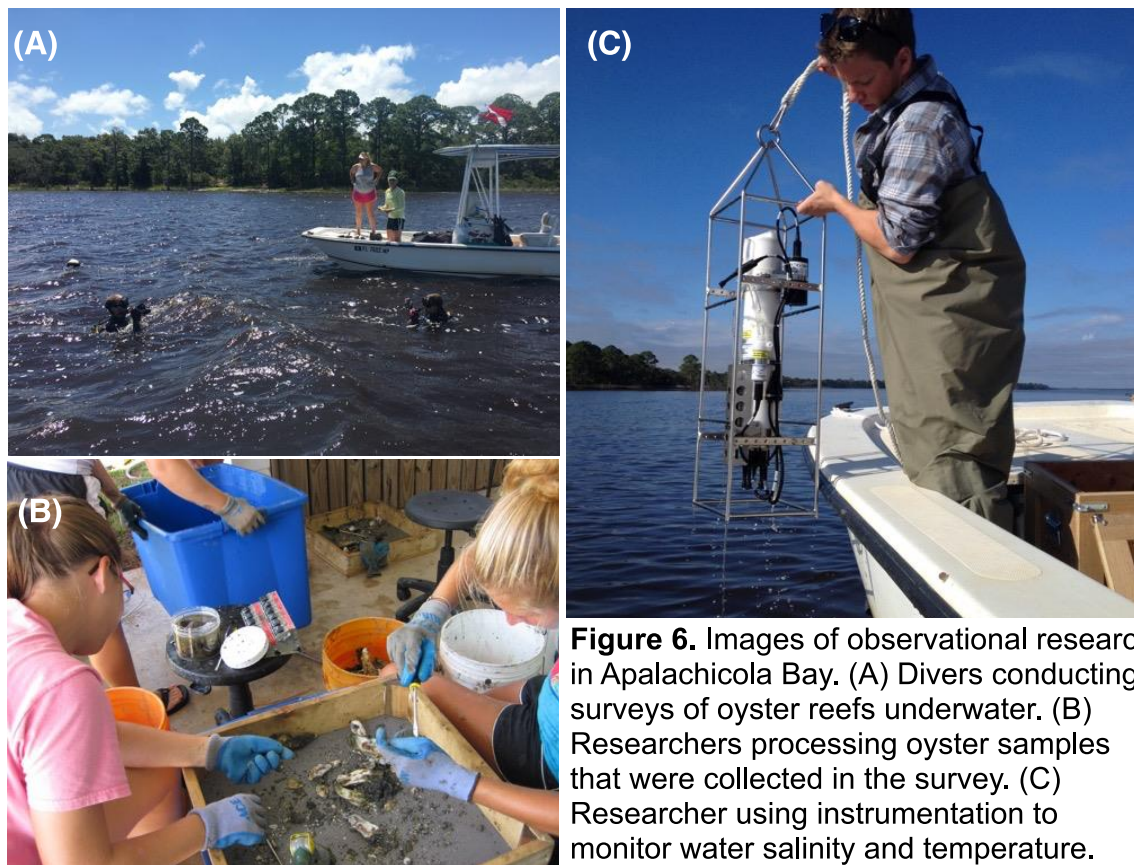 (A)
(B)
(C)
Figure 6. Images of observational researc
in Apalachicola Bay. (A) Divers conducting
surveys of oyster reefs underwater. (B)
Researchers processing oyster samples
that were collected in the survey. (C)
Researcher using instrumentation to
monitor water salinity and temperature.